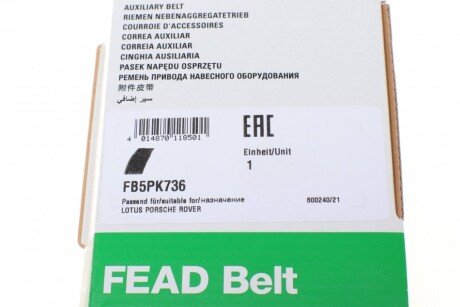 AUXILIARY BELT
RIEMEN NEBENAGGREGATETRIEB
COURROIE D'ACCESSOIRES
CORREA AUXILIAR
CORREIA AUXILIAR
CINGHIA AUSILIARIA
PASEK NAPĘDU OSPRZĘTU
РЕМЕНЬ ПРИВОДА НАВЕСНОГО ОБОРУДОВАНИЯ
附件皮带
سير إضافي
4 014870 118501
EAC
Einheit/Unit
1
FB5PK736
Passend für/suitable for/назначение 600240/21
LOTUS PORSCHE ROVER
FEAD Belt